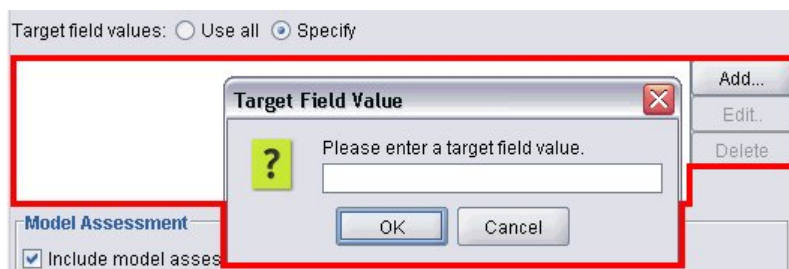 Target field values: Use all Specify
Add...
Target Field Value
Edit..
Please enter a target field value.
Delete
?
OK Cancel
Model Assessment
Include model asses